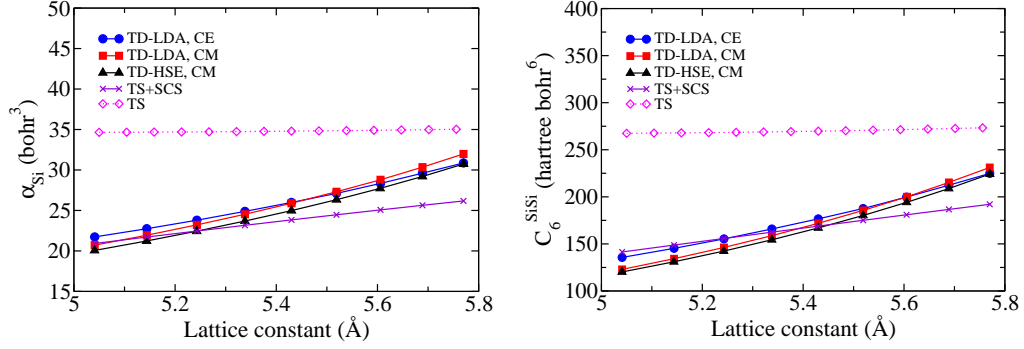 50
45
40
35
30
25
20
15
α_Si (bohr^3)
TD-LDA, CE
TD-LDA, CM
TD-HSE, CM
TS+SCS
TS
5 5.2 5.4 5.6 5.8
Lattice constant (Å)
400
350
300
250
200
150
100
C_6^SiSi (hartree bohr^6)
TD-LDA, CE
TD-LDA, CM
TD-HSE, CM
TS+SCS
TS
5 5.2 5.4 5.6 5.8
Lattice constant (Å)